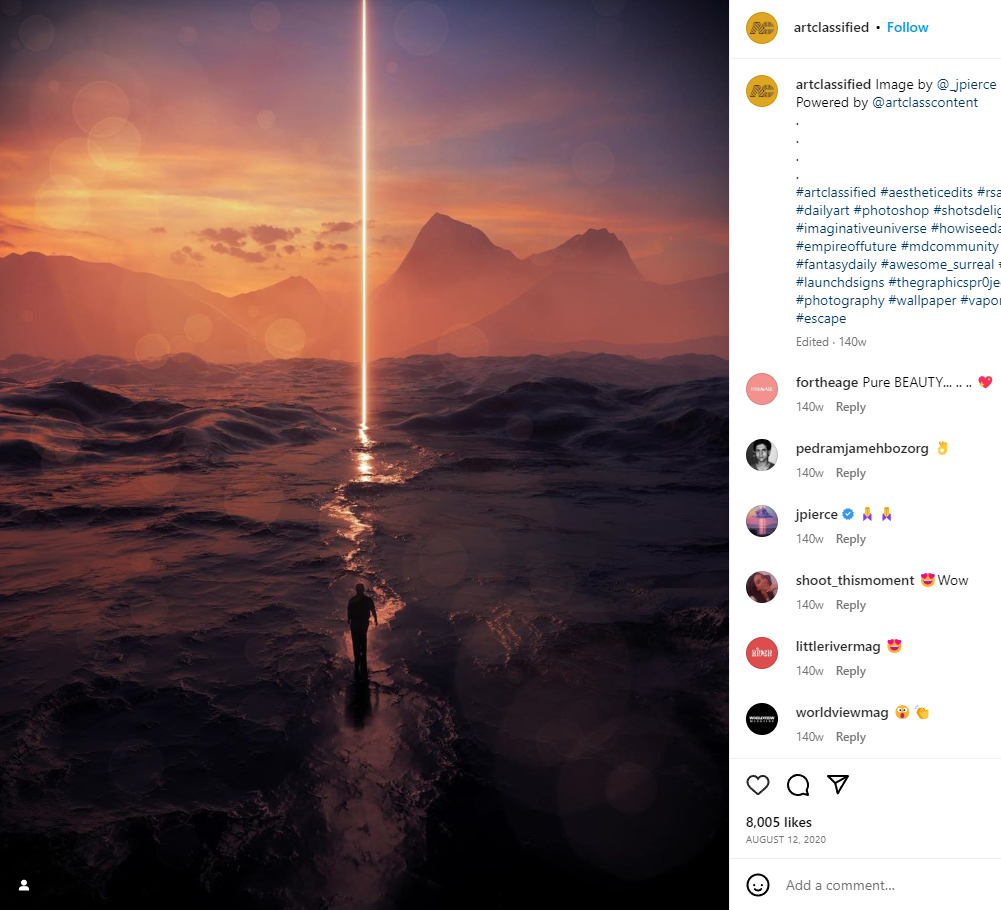 artclassified • Follow
artclassified Image by @_jpierce
Powered by @artclasscontent
.
.
.
.
#artclassified #aestheticedits #rsa
#dailyart #photoshop #shotsdelig
#imaginativeuniverse #howiseeda
#empireoffuture #mdcommunity
#fantasydaily #awesome_surreal #
#launchdsigns #thegraphicspr0je
#photography #wallpaper #vapor
#escape
Edited · 140w
fortheage Pure BEAUTY... .. .. 💖
140w Reply
pedramjamehbozorg 👌
140w Reply
jpierce 🧘‍♀️ 🧘‍♀️
140w Reply
shoot_thismoment 😍Wow
140w Reply
littlerivermag 😍
140w Reply
WORLDVIEW
worldviewmag 😲 👏
140w Reply
8,005 likes
AUGUST 12, 2020
Add a comment...